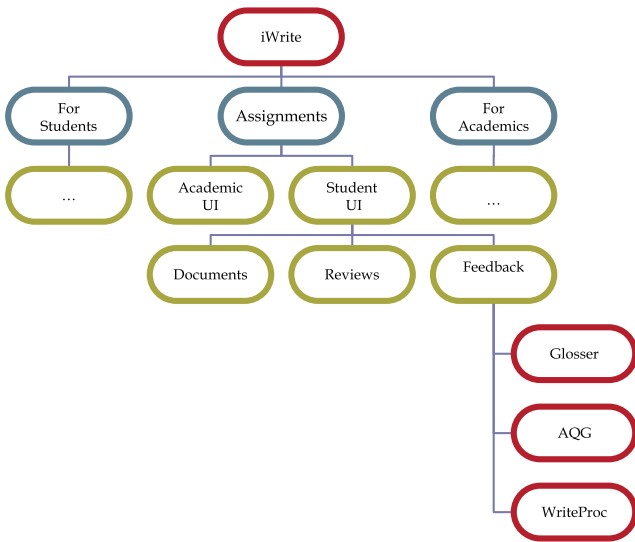 iWrite
For
Students
Assignments
For
Academics
...
Academic
UI
Student
UI
...
Documents
Reviews
Feedback
Glosser
AQG
WriteProc